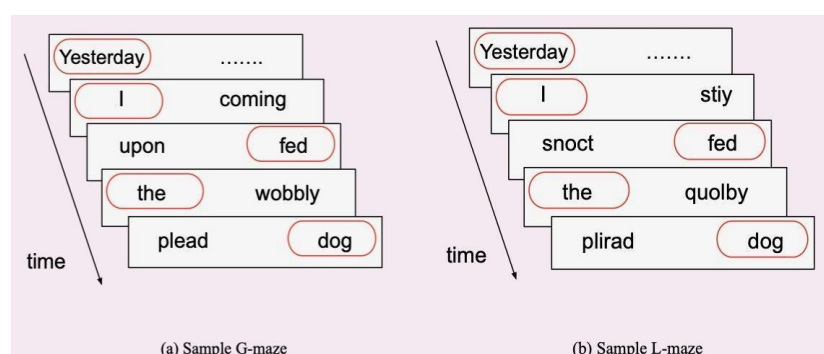 Yesterday .......
I coming
upon fed
the wobbly
plead dog
time
(a) Sample G-maze
Yesterday .......
I stiy
snoct fed
the quolby
plirad dog
time
(b) Sample L-maze